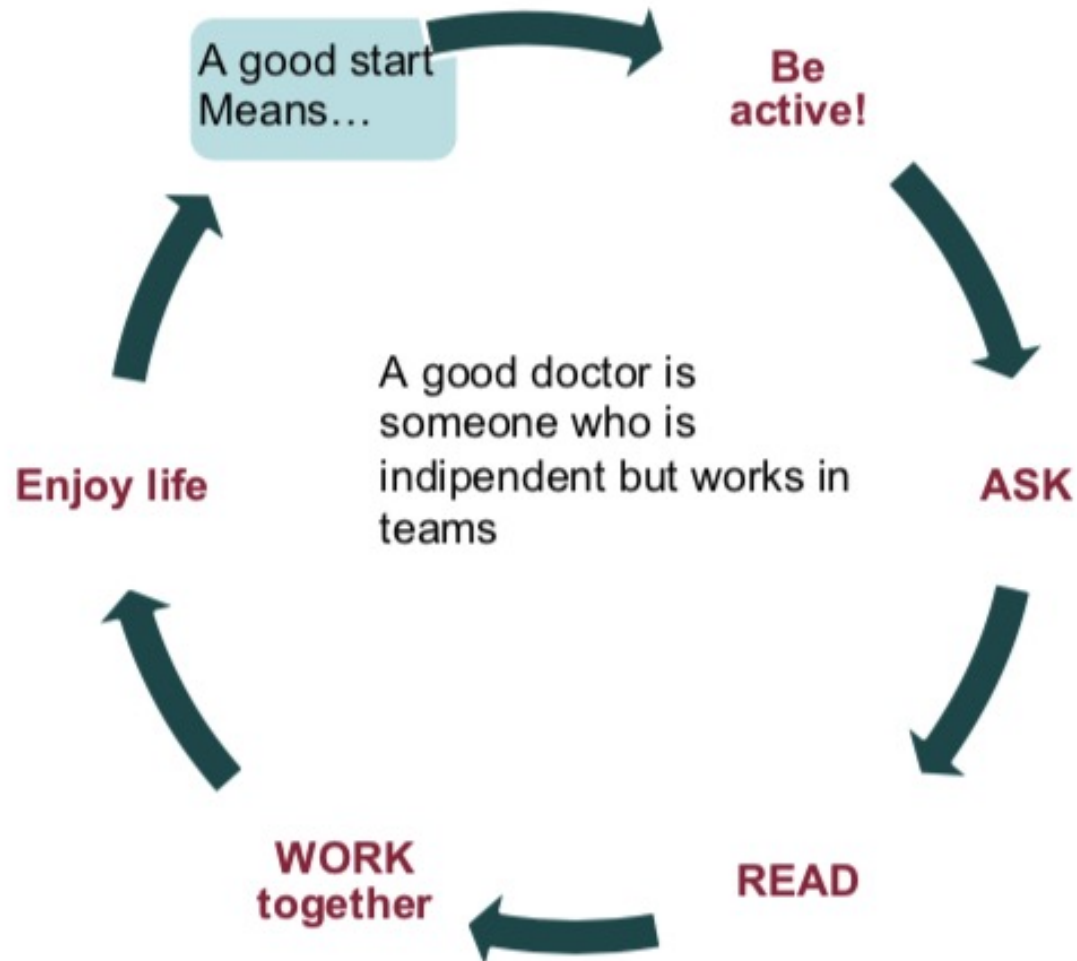 A good start
Means…
Be
active!
ASK
READ
WORK
together
Enjoy life
A good doctor is
someone who is
indipendent but works in
teams